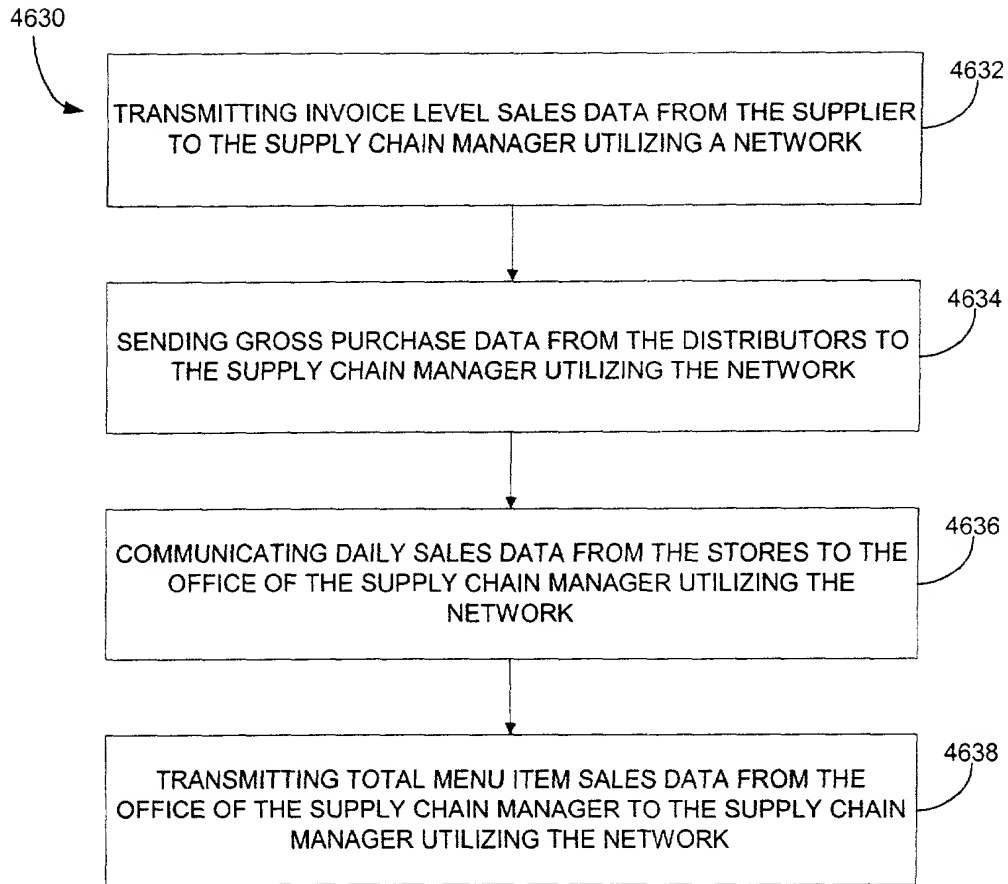 4630
4632
TRANSMITTING INVOICE LEVEL SALES DATA FROM THE SUPPLIER
TO THE SUPPLY CHAIN MANAGER UTILIZING A NETWORK
4634
SENDING GROSS PURCHASE DATA FROM THE DISTRIBUTORS TO
THE SUPPLY CHAIN MANAGER UTILIZING THE NETWORK
4636
COMMUNICATING DAILY SALES DATA FROM THE STORES TO THE
OFFICE OF THE SUPPLY CHAIN MANAGER UTILIZING THE
NETWORK
4638
TRANSMITTING TOTAL MENU ITEM SALES DATA FROM THE
OFFICE OF THE SUPPLY CHAIN MANAGER TO THE SUPPLY CHAIN
MANAGER UTILIZING THE NETWORK